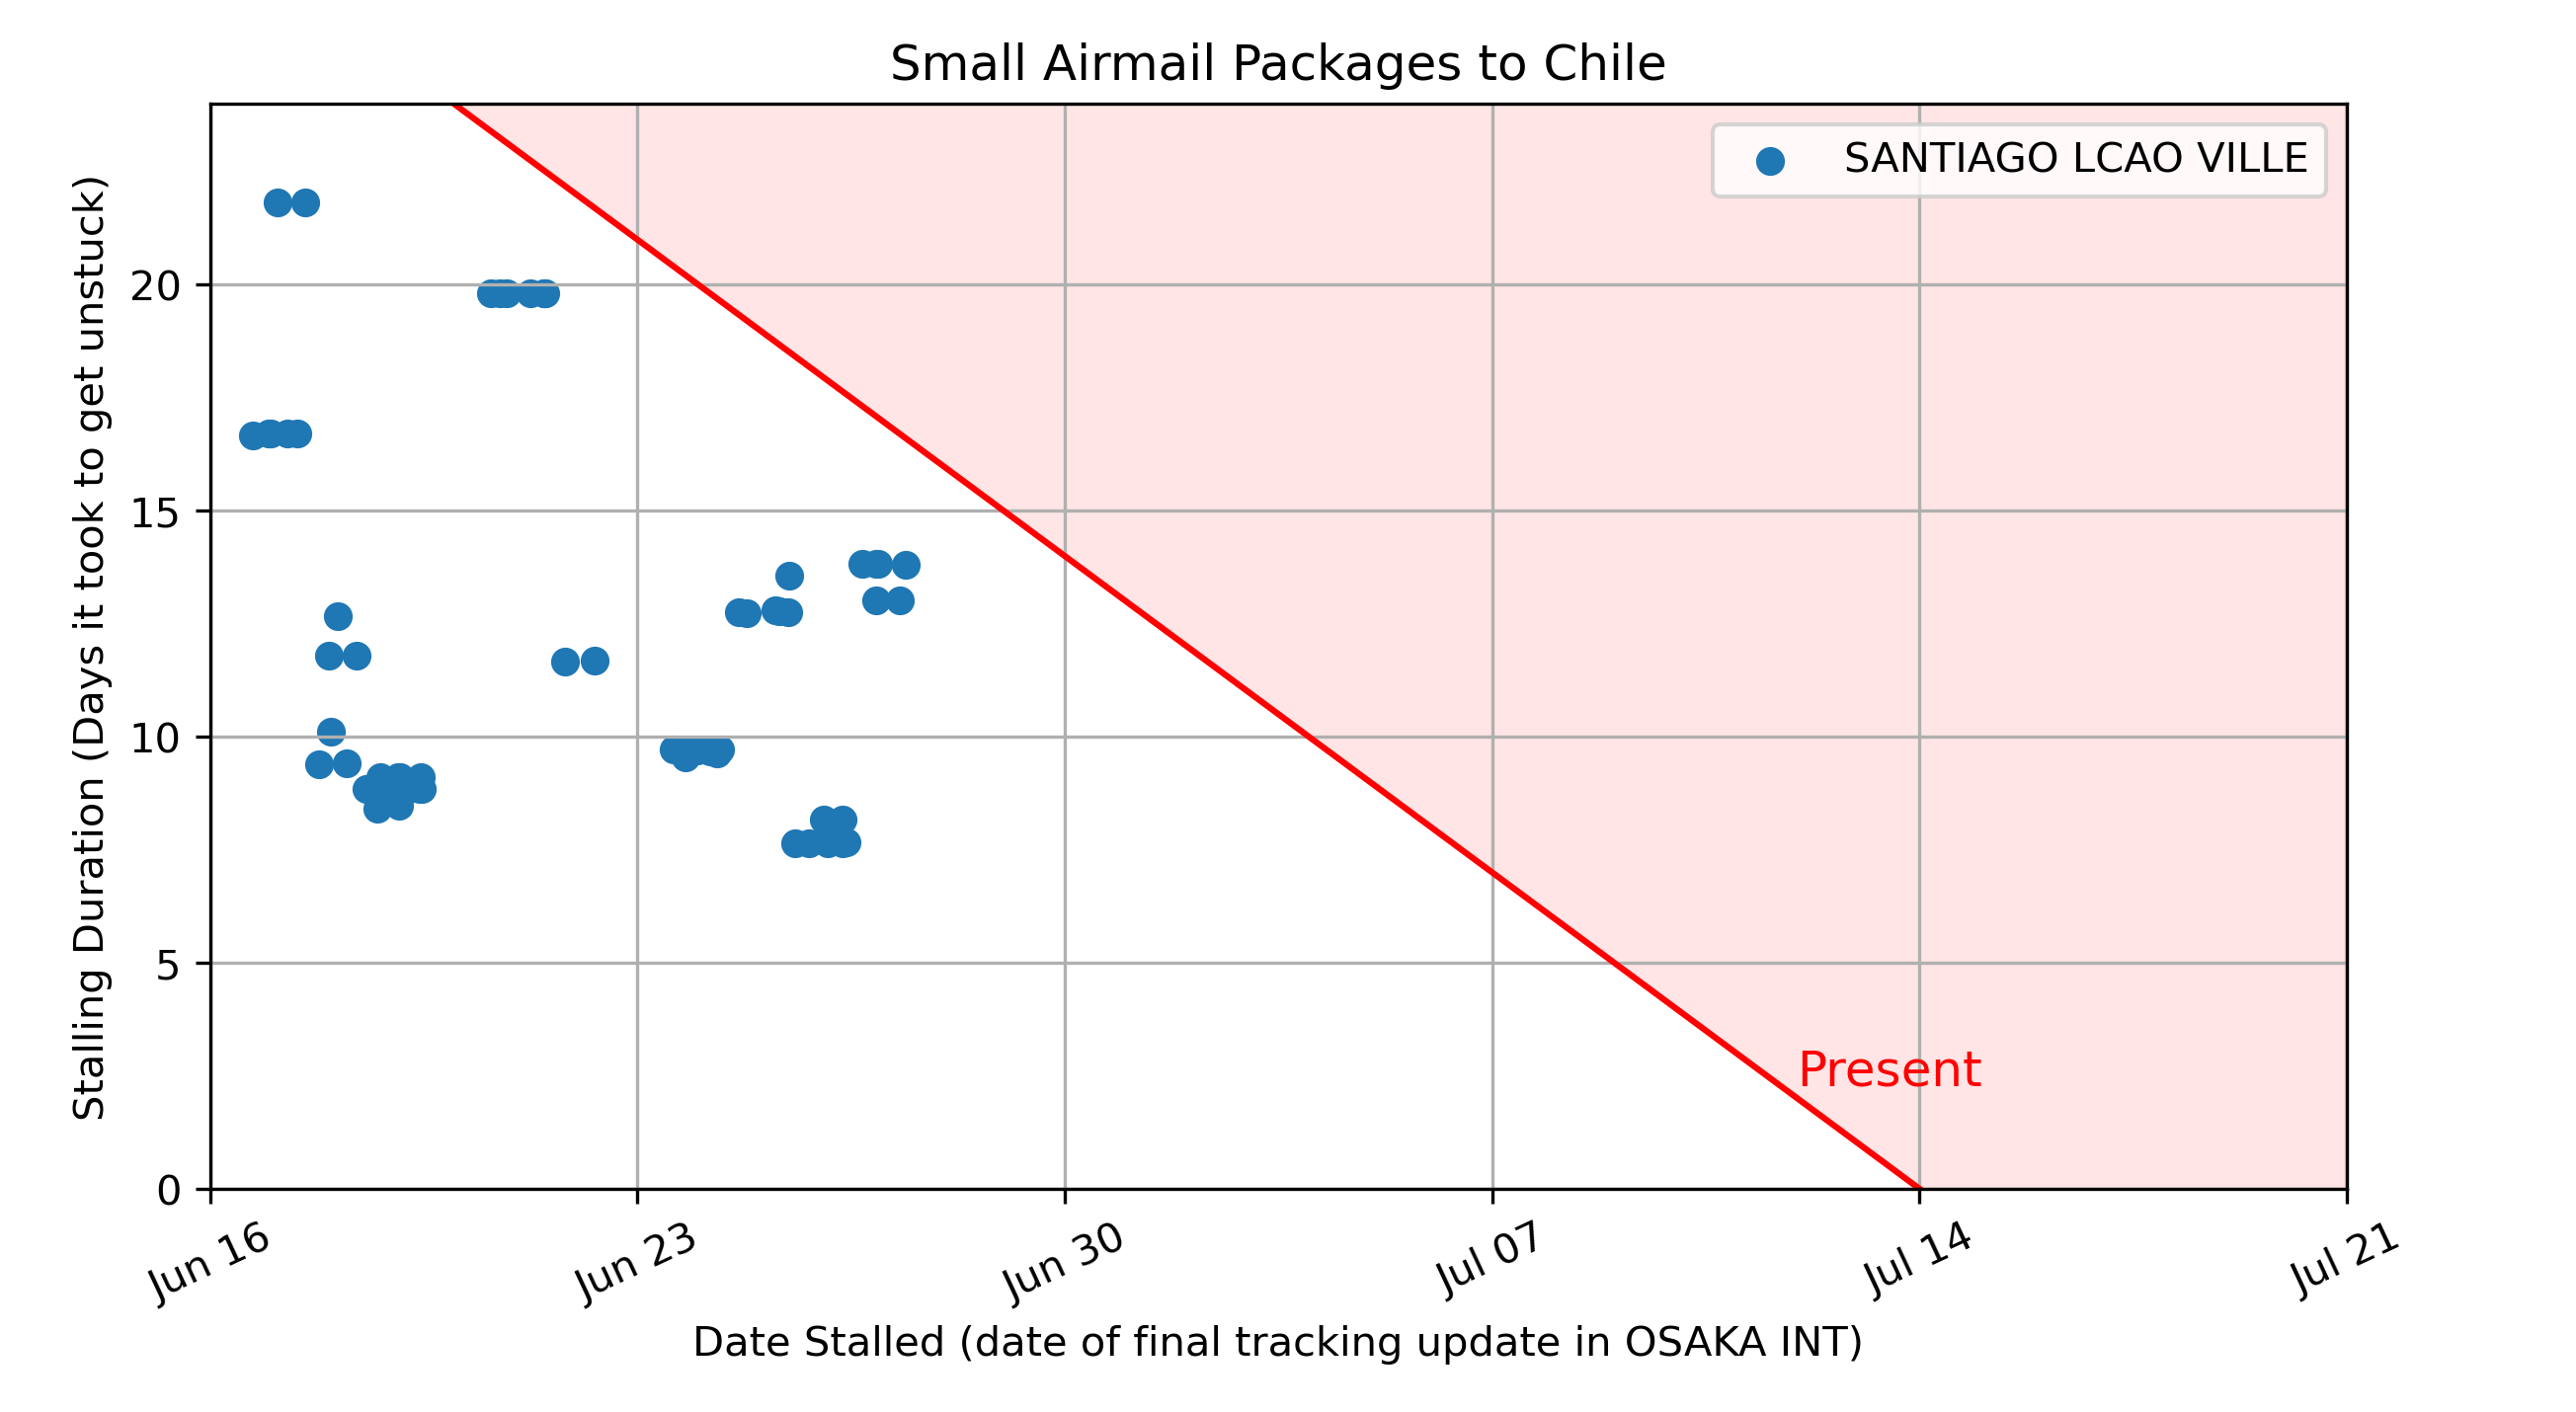 Small Airmail Packages to Chile
SANTIAGO LCAO VILLE
Stalling Duration (Days it took to get unstuck)
20
15
10
5
0
Present
Jun 16
Jun 23
Jun 30
Jul 07
Jul 14
Jul 21
Date Stalled (date of final tracking update in OSAKA INT)